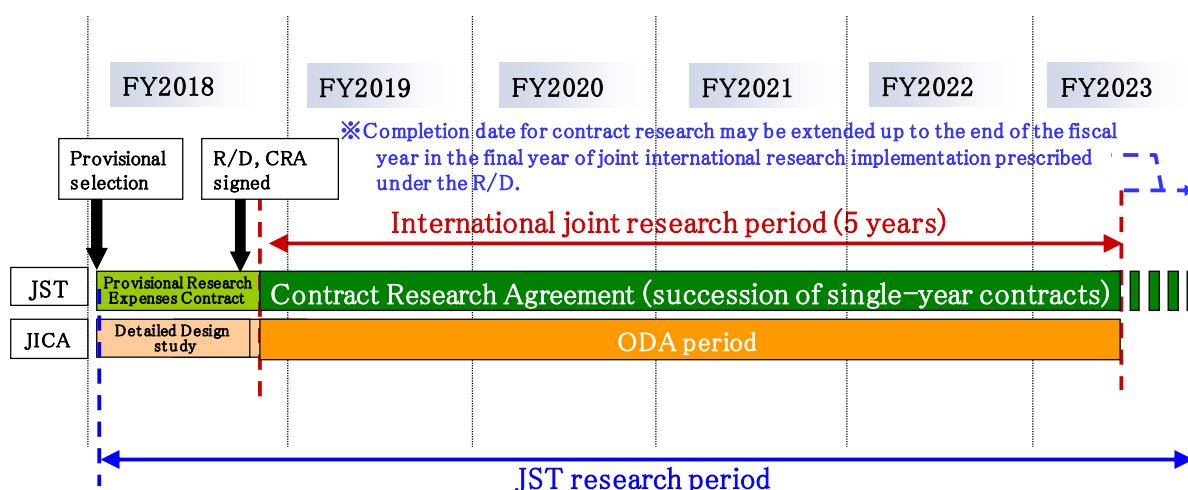 FY2018
FY2019
FY2020
FY2021
FY2022
FY2023
※Completion date for contract research may be extended up to the end of the fiscal
year in the final year of joint international research implementation prescribed
under the R/D.
Provisional
selection
R/D, CRA
signed
International joint research period (5 years)
JST
Provisional Research
Expenses Contract
Contract Research Agreement (succession of single-year contracts)
JICA
Detailed Design
study
ODA period
JST research period